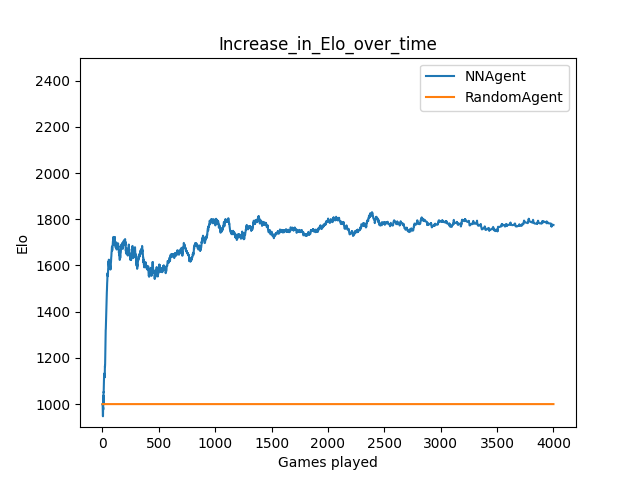 Increase_in_Elo_over_time
NNAgent
RandomAgent
2400
2200
2000
1800
1600
1400
1200
1000
Elo
0 500 1000 1500 2000 2500 3000 3500 4000
Games played